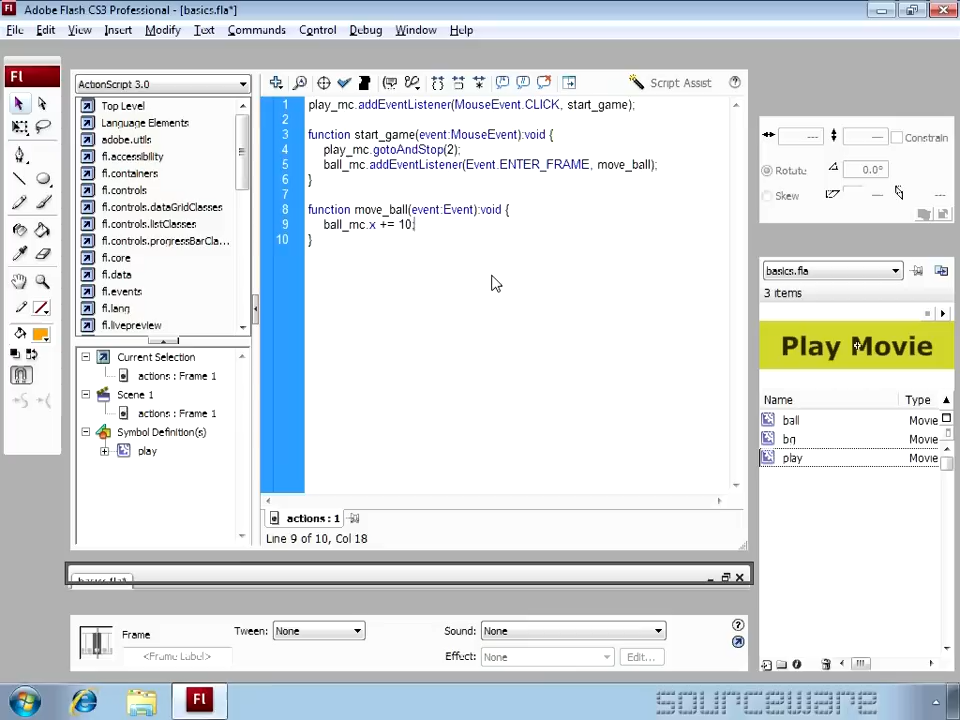 Adobe Flash CS3 Professional - [basics.fla*]
File Edit View Insert Modify Text Commands Control Debug Window Help
Fl
ActionScript 3.0
Script Assist
Top Level
Language Elements
adobe.utils
fl.accessibility
fl.containers
fl.controls
fl.controls.dataGridClasses
fl.controls.listClasses
fl.controls.progressBarCla...
fl.core
fl.data
fl.events
fl.lang
fl.livepreview
1 play_mc.addEventListener(MouseEvent.CLICK, start_game);
2
3 function start_game(event:MouseEvent):void {
4 play_mc.gotoAndStop(2);
5 ball_mc.addEventListener(Event.ENTER_FRAME, move_ball);
6 }
7
8 function move_ball(event:Event):void {
9 ball_mc.x += 10;
10 }
Current Selection
actions : Frame 1
Scene 1
actions : Frame 1
Symbol Definition(s)
play
actions : 1
Line 9 of 10, Col 18
basics.fla*
Frame
<Frame Label>
Tween: None
Sound: None
Effect: None
Edit...
Constrain
Rotate
0.0°
Skew
basics.fla
3 items
Play Movie
Name Type
ball Movie
bg Movie
play Movie
Fl
sourceware